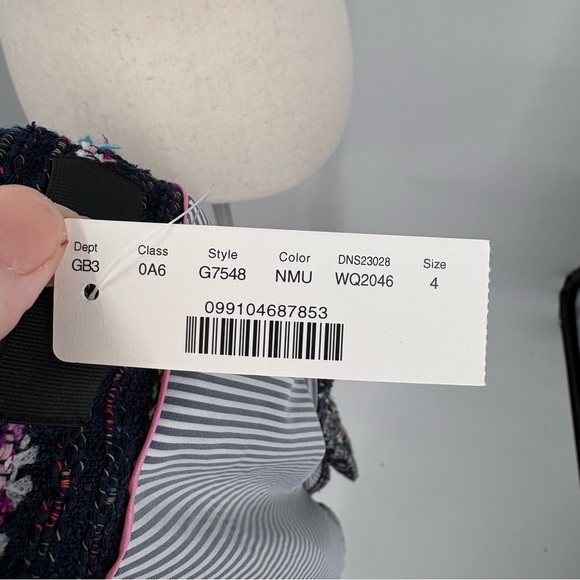 Dept Class Style Color DNS23028 Size
GB3 0A6 G7548 NMU WQ2046 4
099104687853